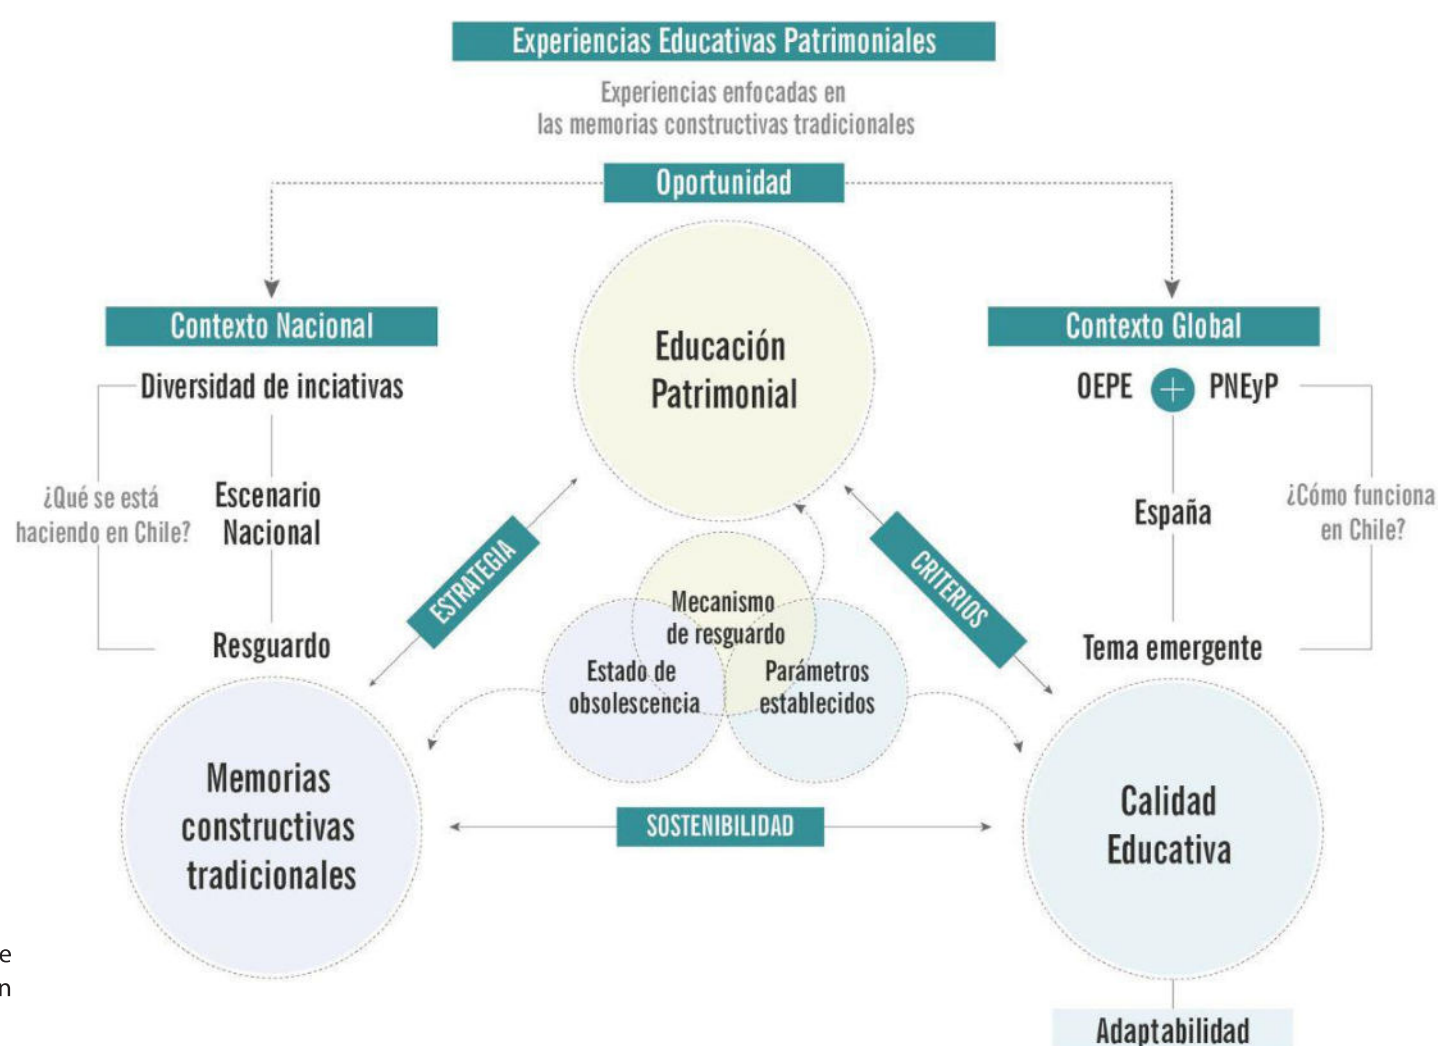 Experiencias Educativas Patrimoniales
Experiencias enfocadas en
las memorias constructivas tradicionales
Oportunidad
Contexto Nacional
Diversidad de inciativas
¿Qué se está
haciendo en Chile?
Escenario
Nacional
Resguardo
Educación
Patrimonial
Contexto Global
OEPE + PNEyP
España
¿Cómo funciona
en Chile?
Tema emergente
ESTRATEGIA
CRITERIOS
Mecanismo
de resguardo
Estado de
obsolescencia
Parámetros
establecidos
Memorias
constructivas
tradicionales
SOSTENIBILIDAD
Calidad
Educativa
Adaptabilidad
e
n